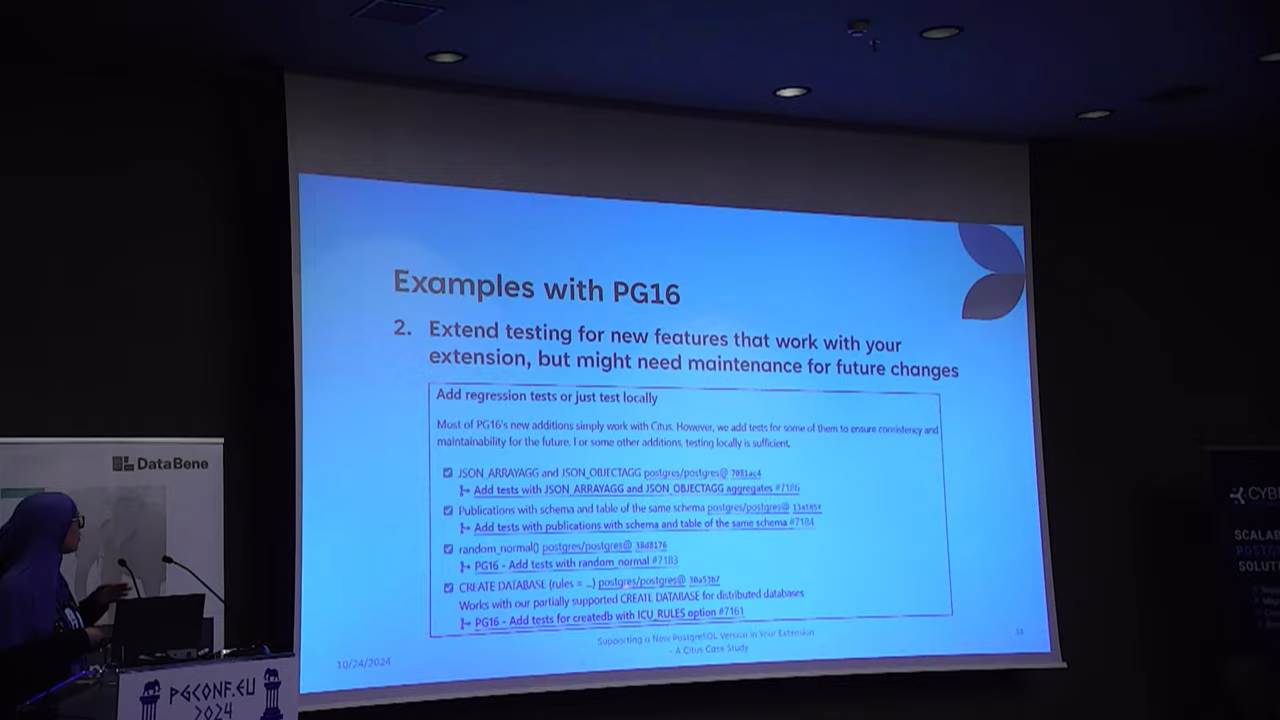 Examples with PG16
2. Extend testing for new features that work with your
extension, but might need maintenance for future changes
Add regression tests or just test locally
Most of PG16's new additions simply work with Citus. However, we add tests for some of them to ensure consistency and
maintainability for the future. For some other additions, testing locally is sufficient.
JSON_ARRAYAGG and JSON_OBJECTAGG postgres/postgres@ 7081ac4
Add tests with JSON_ARRAYAGG and JSON_OBJECTAGG aggregates #7186
Publications with schema and table of the same schema postgres/postgres@
Add tests with publications with schema and table of the same schema #7184
random_normal() postgres/postgres@ 38d8176
PG16 - Add tests with random_normal #7183
CREATE DATABASE (rules = ...) postgres/postgres@ 30a53b7
Works with our partially supported CREATE DATABASE for distributed databases
PG16 - Add tests for createdb with ICU_RULES option #7161
Supporting a New PostgreSQL Version in Your Extension
- A Citus Case Study
10/24/2024
DataBene
PGCONF.EU
2024
CYB
SCALAB
POSTG
SOLUTI